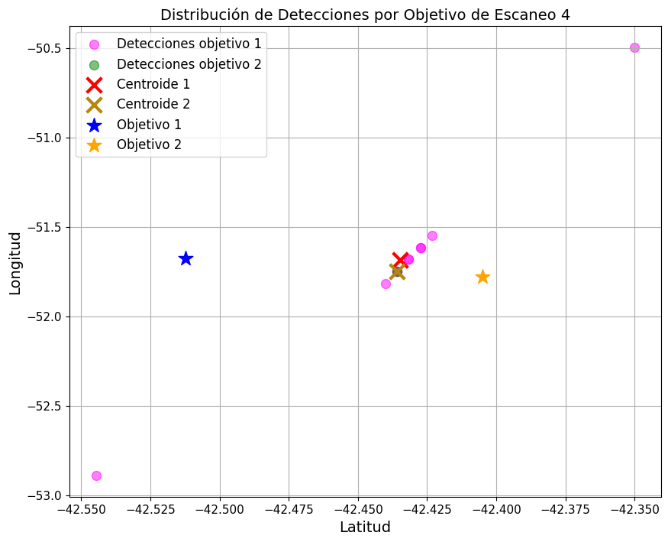 Distribución de Detecciones por Objetivo de Escaneo 4
Detecciones objetivo 1
Detecciones objetivo 2
Centroide 1
Centroide 2
Objetivo 1
Objetivo 2
Longitud
−50.5
−51.0
−51.5
−52.0
−52.5
−53.0
−42.550 −42.525 −42.500 −42.475 −42.450 −42.425 −42.400 −42.375 −42.350
Latitud